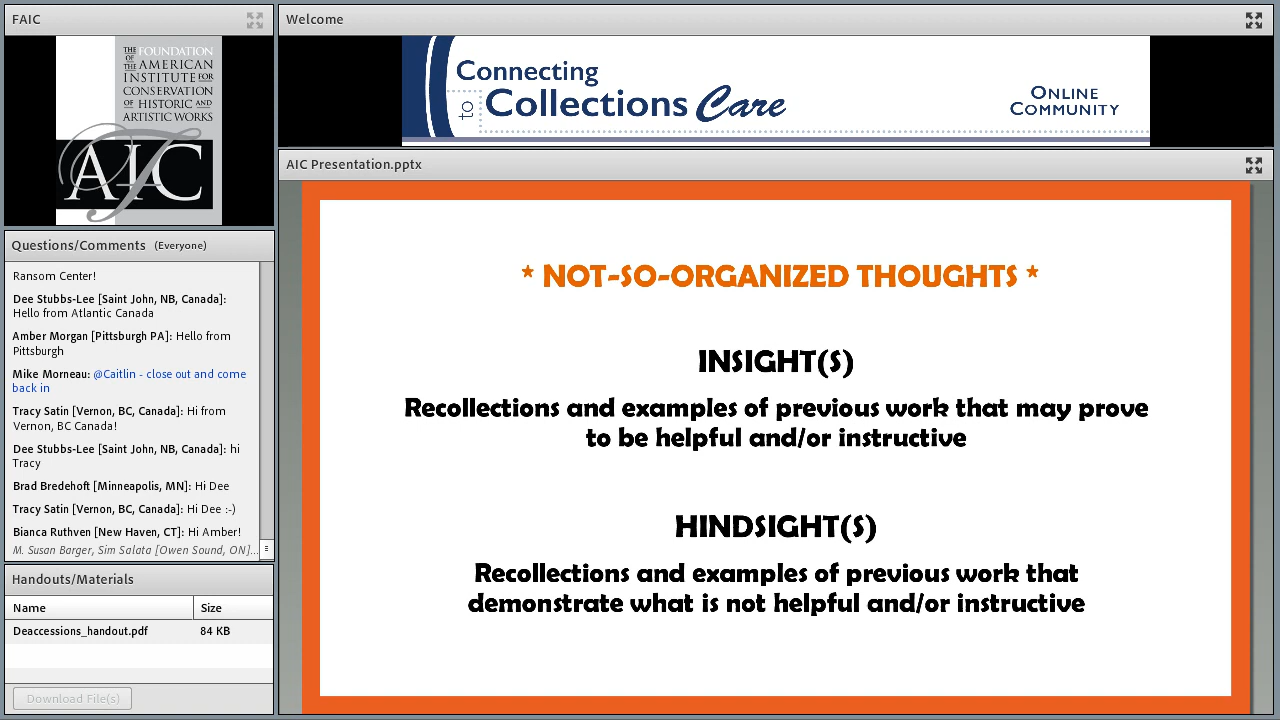 FAIC
THE FOUNDATION
OF THE AMERICAN
INSTITUTE FOR
CONSERVATION
OF HISTORIC AND
ARTISTIC WORKS
FAIC
Questions/Comments (Everyone)
Ransom Center!
Dee Stubbs-Lee [Saint John, NB, Canada]:
Hello from Atlantic Canada
Amber Morgan [Pittsburgh PA]: Hello from
Pittsburgh
Mike Morneau: @Caitlin - close out and come
back in
Tracy Satin [Vernon, BC, Canada]: Hi from
Vernon, BC Canada!
Dee Stubbs-Lee [Saint John, NB, Canada]: hi
Tracy
Brad Bredehoft [Minneapolis, MN]: Hi Dee
Tracy Satin [Vernon, BC, Canada]: Hi Dee :-)
Bianca Ruthven [New Haven, CT]: Hi Amber!
M. Susan Barger, Sim Salata [Owen Sound, ON]...
Handouts/Materials
Name Size
Deaccessions_handout.pdf 84 KB
Download File(s)
Welcome
Connecting
to Collections Care
ONLINE
COMMUNITY
AIC Presentation.pptx
* NOT-SO-ORGANIZED THOUGHTS *
INSIGHT(S)
Recollections and examples of previous work that may prove
to be helpful and/or instructive
HINDSIGHT(S)
Recollections and examples of previous work that
demonstrate what is not helpful and/or instructive